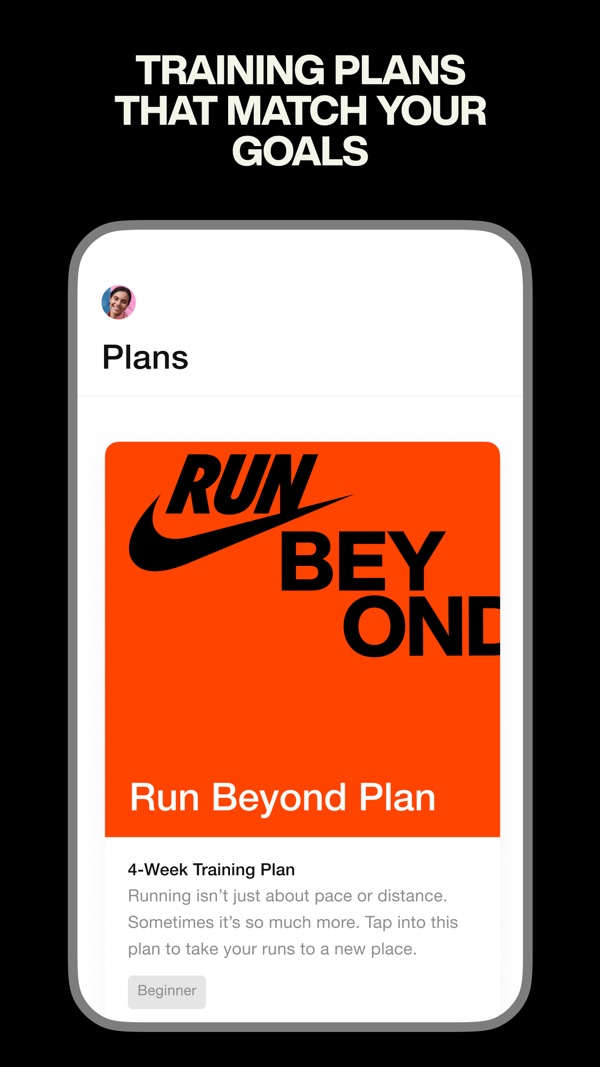 TRAINING PLANS
THAT MATCH YOUR
GOALS
Plans
RUN
BEY
OND
Run Beyond Plan
4-Week Training Plan
Running isn’t just about pace or distance.
Sometimes it’s so much more. Tap into this
plan to take your runs to a new place.
Beginner